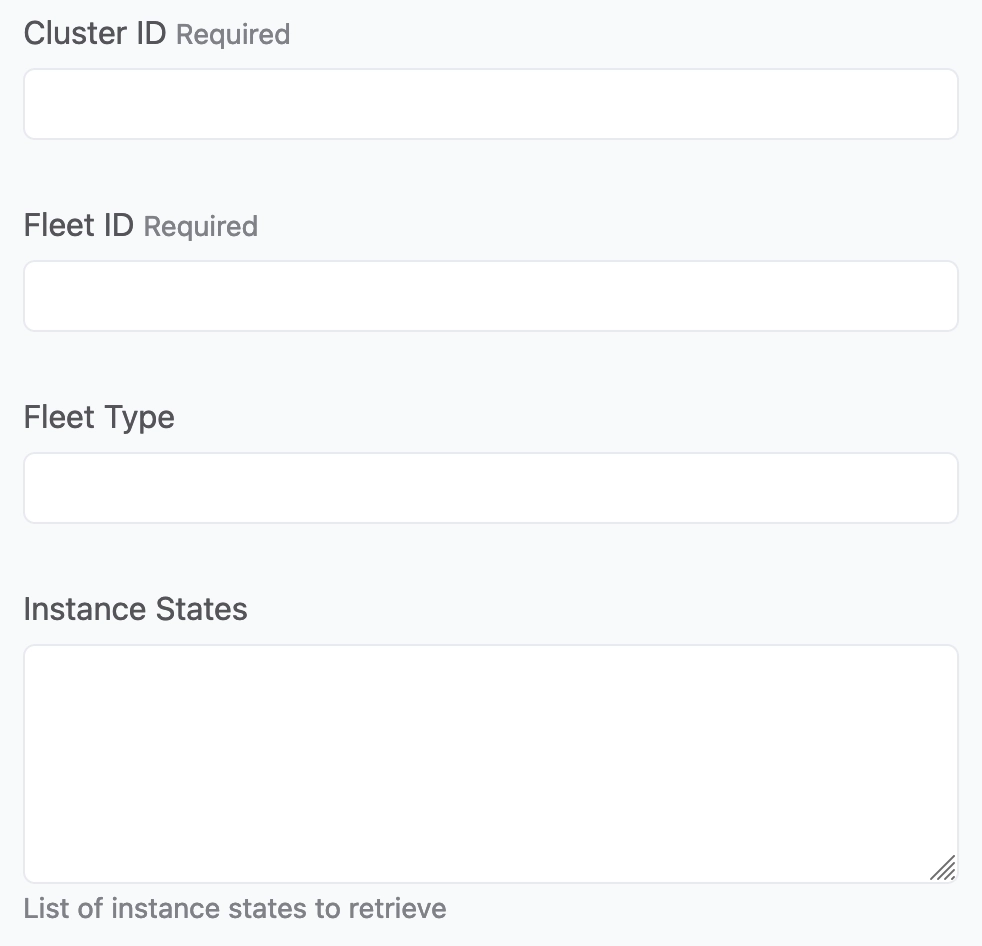 Cluster ID Required
Fleet ID Required
Fleet Type
Instance States
List of instance states to retrieve